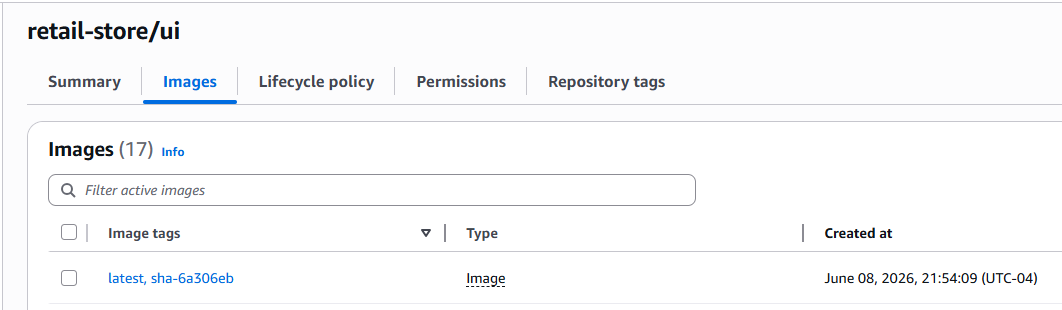 retail-store/ui
Summary Images Lifecycle policy Permissions Repository tags
Images (17) Info
Filter active images
Image tags Type Created at
latest, sha-6a306eb Image June 08, 2026, 21:54:09 (UTC-04)